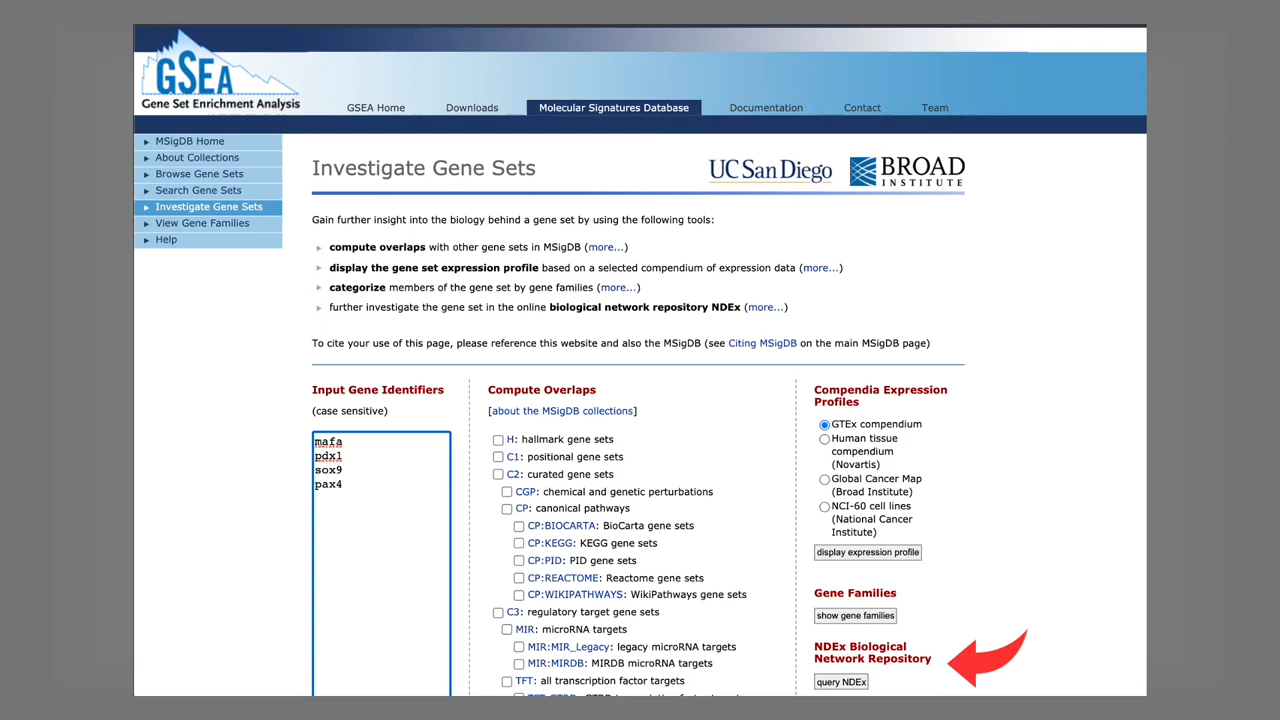 GSEA
Gene Set Enrichment Analysis
GSEA Home
Downloads
Molecular Signatures Database
Documentation
Contact
Team
MSigDB Home
About Collections
Browse Gene Sets
Search Gene Sets
Investigate Gene Sets
View Gene Families
Help
Investigate Gene Sets
UC San Diego
BROAD
INSTITUTE
Gain further insight into the biology behind a gene set by using the following tools:
compute overlaps with other gene sets in MSigDB (more...)
display the gene set expression profile based on a selected compendium of expression data (more...)
categorize members of the gene set by gene families (more...)
further investigate the gene set in the online biological network repository NDEx (more...)
To cite your use of this page, please reference this website and also the MSigDB (see Citing MSigDB on the main MSigDB page)
Input Gene Identifiers
(case sensitive)
mafa
pdx1
sox9
pax4
Compute Overlaps
[about the MSigDB collections]
H: hallmark gene sets
C1: positional gene sets
C2: curated gene sets
CGP: chemical and genetic perturbations
CP: canonical pathways
CP:BIOCARTA: BioCarta gene sets
CP:KEGG: KEGG gene sets
CP:PID: PID gene sets
CP:REACTOME: Reactome gene sets
CP:WIKIPATHWAYS: WikiPathways gene sets
C3: regulatory target gene sets
MIR: microRNA targets
MIR:MIR_Legacy: legacy microRNA targets
MIR:MIRDB: MIRDB microRNA targets
TFT: all transcription factor targets
Compendia Expression
Profiles
GTEx compendium
Human tissue
compendium
(Novartis)
Global Cancer Map
(Broad Institute)
NCI-60 cell lines
(National Cancer
Institute)
display expression profile
Gene Families
show gene families
NDEx Biological
Network Repository
query NDEx